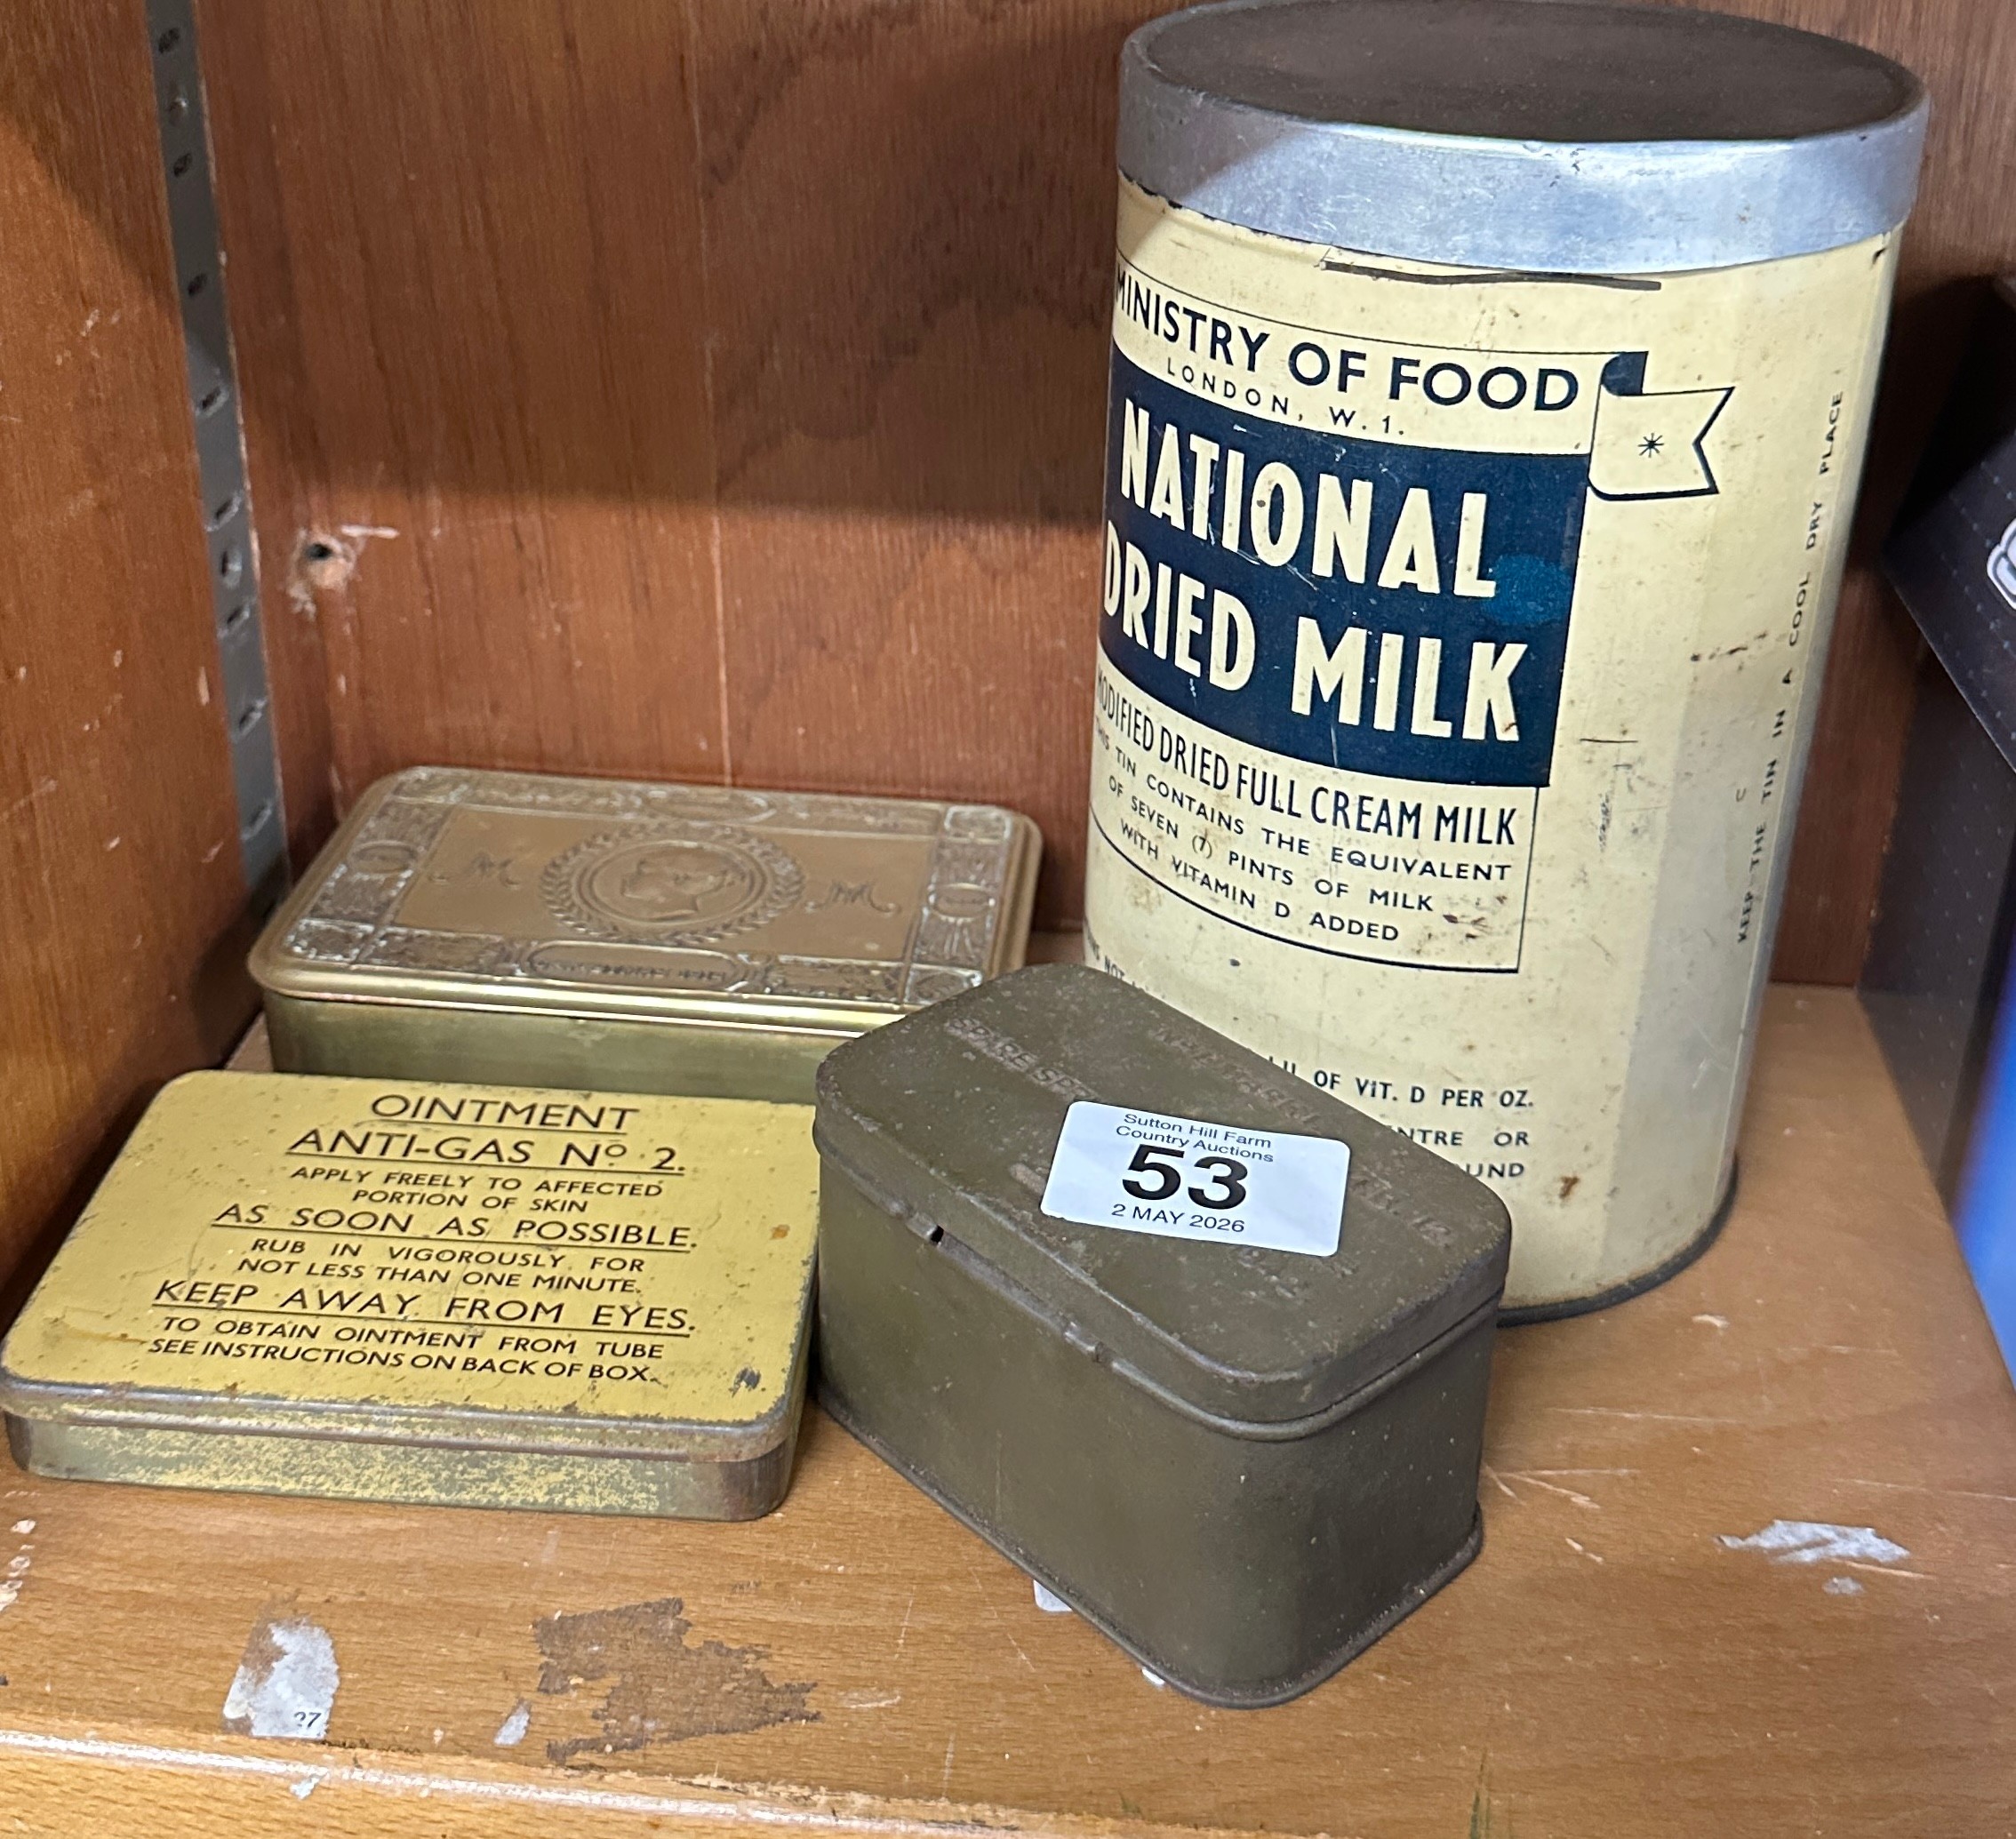 MINISTRY OF FOOD
LONDON, W.1.
NATIONAL
DRIED MILK
MODIFIED DRIED FULL CREAM MILK
THIS TIN CONTAINS THE EQUIVALENT
OF SEVEN (7) PINTS OF MILK
WITH VITAMIN D ADDED
NOT
OF VIT. D PER OZ.
OR
KEEP THE TIN IN A COOL DRY PLACE
OINTMENT
ANTI-GAS No 2.
APPLY FREELY TO AFFECTED
PORTION OF SKIN
AS SOON AS POSSIBLE.
RUB IN VIGOROUSLY FOR
NOT LESS THAN ONE MINUTE.
KEEP AWAY FROM EYES.
TO OBTAIN OINTMENT FROM TUBE
SEE INSTRUCTIONS ON BACK OF BOX.
SPARE
Sutton Hill Farm
Country Auctions
53
2 MAY 2026